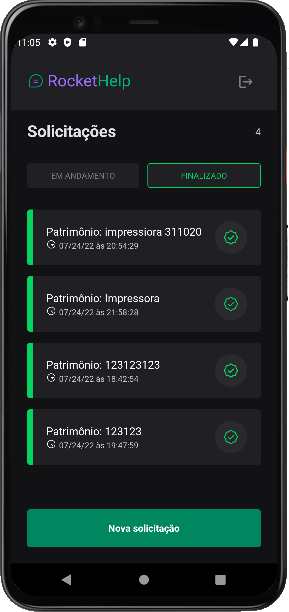 11:05
RocketHelp
Solicitações
4
EM ANDAMENTO
FINALIZADO
Patrimônio: impressiora 311020
07/24/22 às 20:54:29
Patrimônio: Impressora
07/24/22 às 21:58:28
Patrimônio: 123123123
07/24/22 às 18:42:54
Patrimônio: 123123
07/24/22 às 19:47:59
Nova solicitação